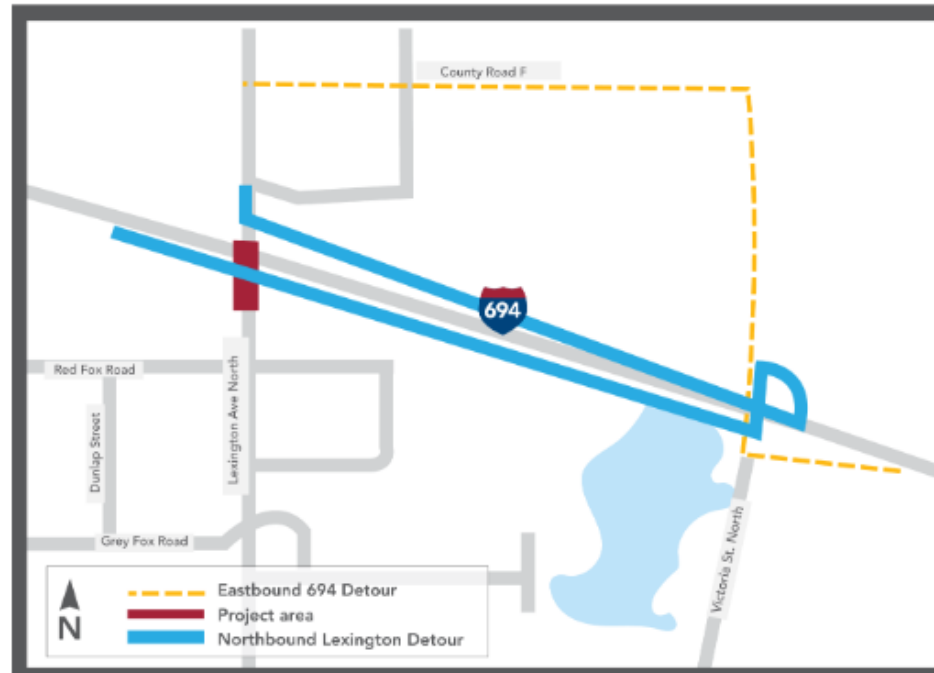 County Road F
694
Red Fox Road
Lexington Ave North
Dunlap Street
Grey Fox Road
Victoria St. North
N
Eastbound 694 Detour
Project area
Northbound Lexington Detour